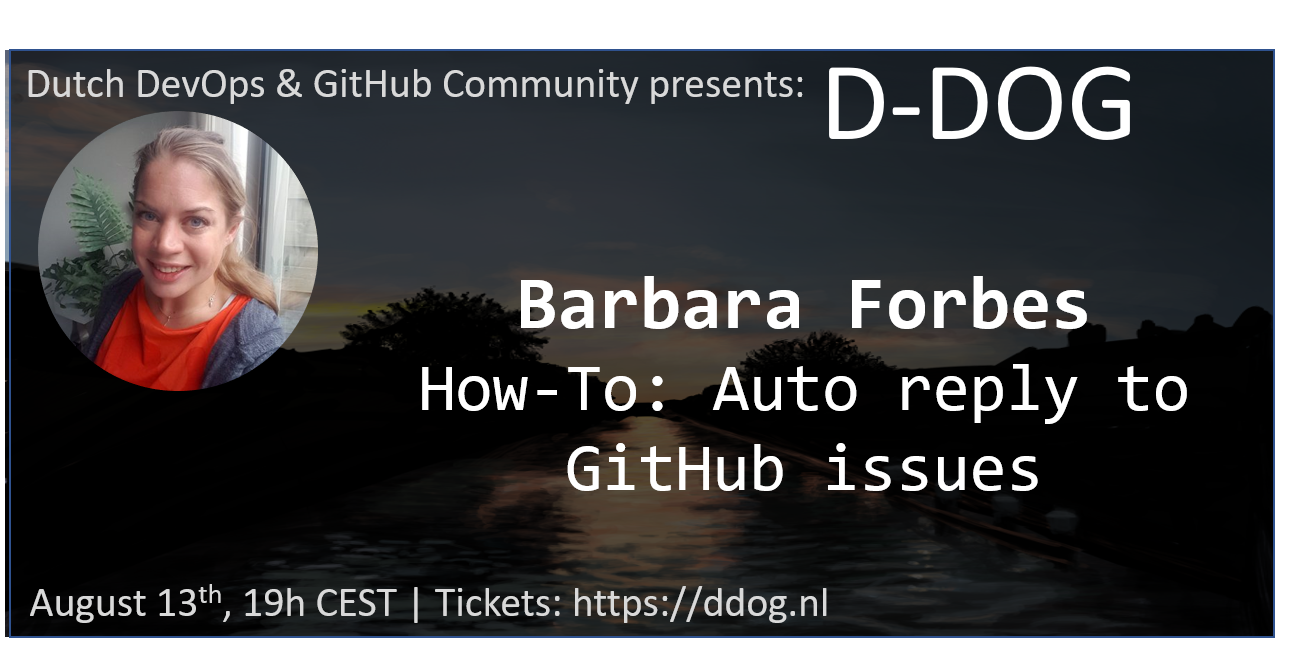 Dutch DevOps & GitHub Community presents: D-DOG
Barbara Forbes
How-To: Auto reply to
GitHub issues
August 13th, 19h CEST | Tickets: https://ddog.nl